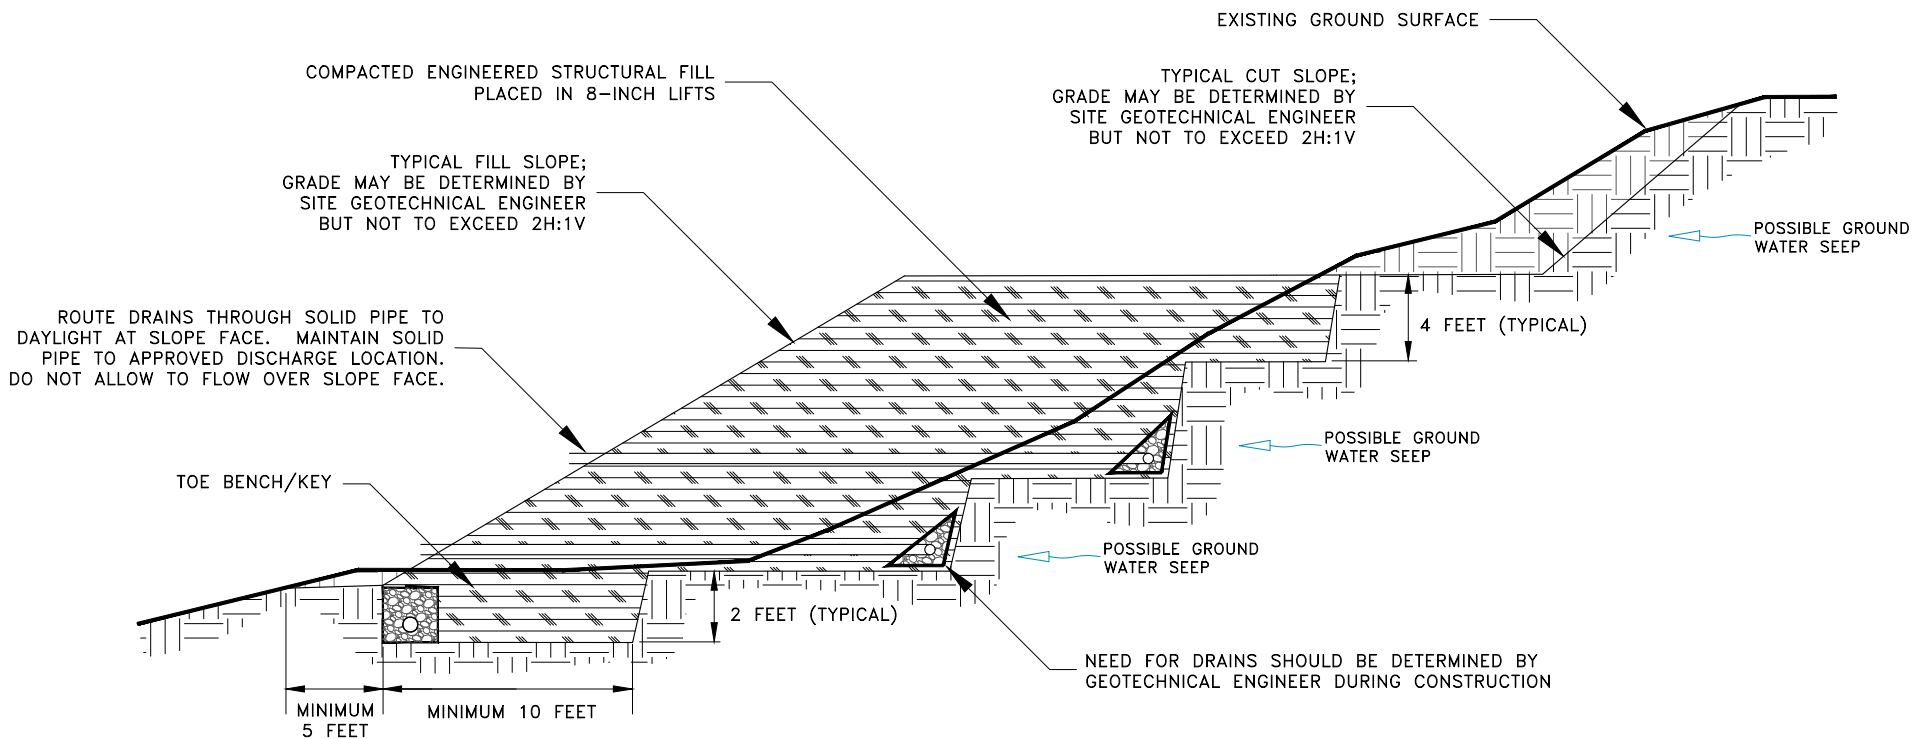 EXISTING GROUND SURFACE
COMPACTED ENGINEERED STRUCTURAL FILL
PLACED IN 8-INCH LIFTS
TYPICAL CUT SLOPE;
GRADE MAY BE DETERMINED BY
SITE GEOTECHNICAL ENGINEER
BUT NOT TO EXCEED 2H:1V
TYPICAL FILL SLOPE;
GRADE MAY BE DETERMINED BY
SITE GEOTECHNICAL ENGINEER
BUT NOT TO EXCEED 2H:1V
POSSIBLE GROUND
WATER SEEP
ROUTE DRAINS THROUGH SOLID PIPE TO
DAYLIGHT AT SLOPE FACE. MAINTAIN SOLID
PIPE TO APPROVED DISCHARGE LOCATION.
DO NOT ALLOW TO FLOW OVER SLOPE FACE.
4 FEET (TYPICAL)
POSSIBLE GROUND
WATER SEEP
TOE BENCH/KEY
POSSIBLE GROUND
WATER SEEP
2 FEET (TYPICAL)
NEED FOR DRAINS SHOULD BE DETERMINED BY
GEOTECHNICAL ENGINEER DURING CONSTRUCTION
MINIMUM
5 FEET
MINIMUM 10 FEET